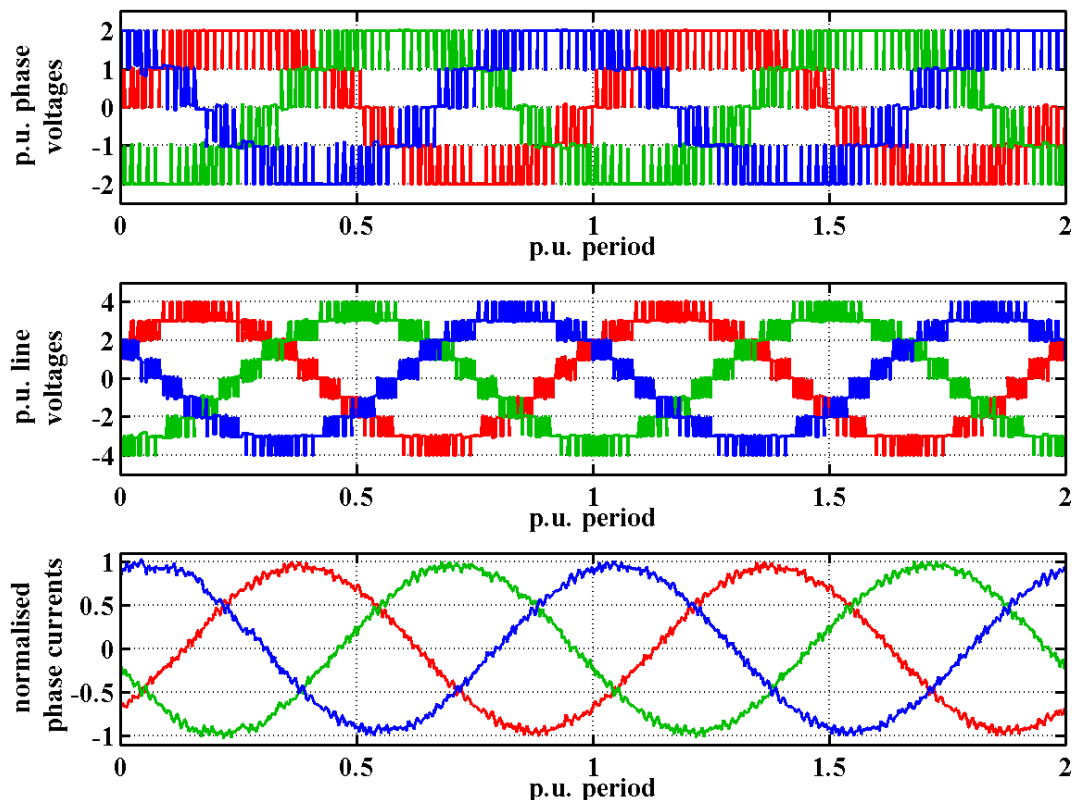 p.u. phase
voltages
2
1
0
-1
-2
0 0.5 1 1.5 2
p.u. period
p.u. line
voltages
4
2
0
-2
-4
0 0.5 1 1.5 2
p.u. period
normalised
phase currents
1
0.5
0
-0.5
-1
0 0.5 1 1.5 2
p.u. period